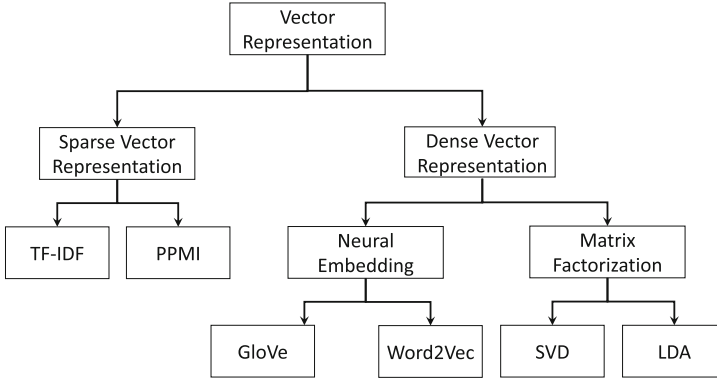 Vector
Representation
Sparse Vector
Representation
Dense Vector
Representation
TF-IDF
PPMI
Neural
Embedding
Matrix
Factorization
GloVe
Word2Vec
SVD
LDA